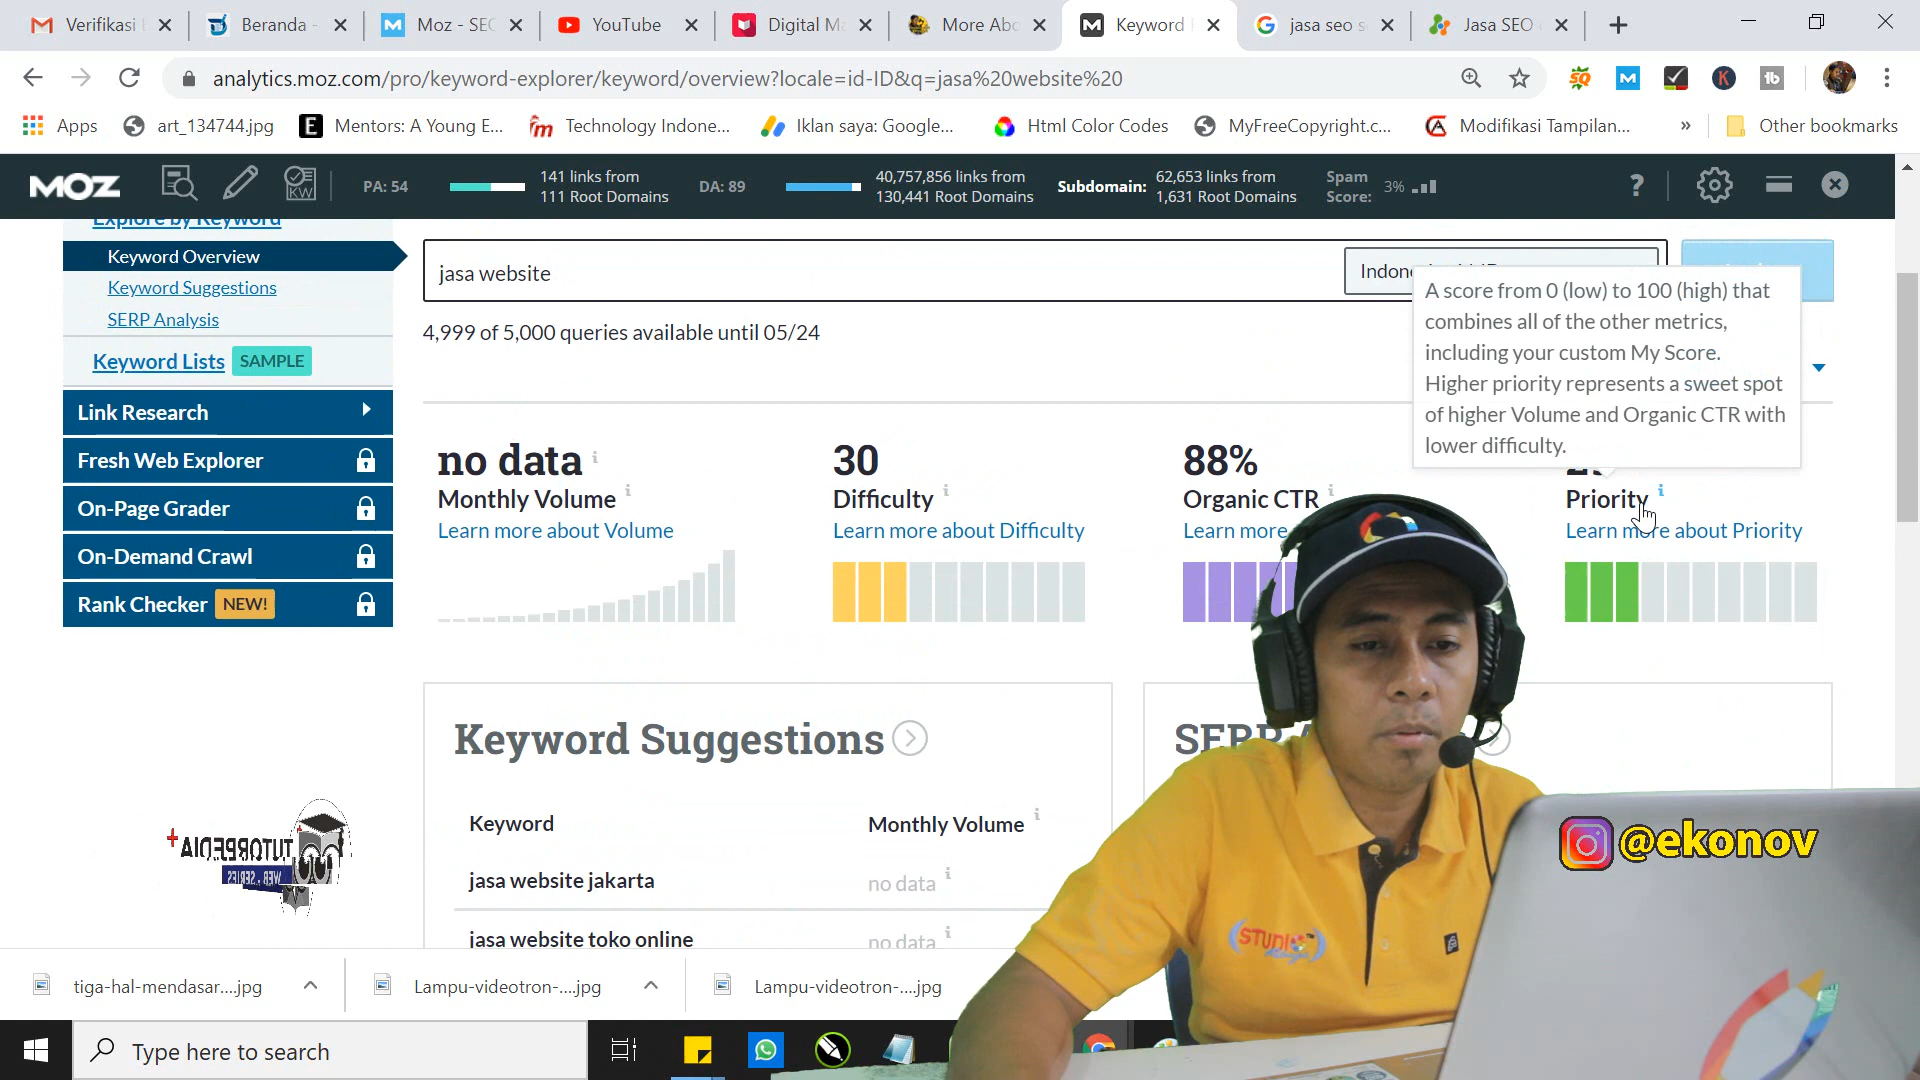 Verifikasi
Beranda -
Moz - SEO
YouTube
Digital Ma
More Abo
Keyword
jasa seo s
Jasa SEO
analytics.moz.com/pro/keyword-explorer/keyword/overview?locale=id-ID&q=jasa%20website%20
Apps
art_134744.jpg
Mentors: A Young E...
Technology Indone...
Iklan saya: Google...
Html Color Codes
MyFreeCopyright.c...
Modifikasi Tampilan...
»
Other bookmarks
MOZ
KW
PA: 54
141 links from
111 Root Domains
DA: 89
40,757,856 links from
130,441 Root Domains
Subdomain:
62,653 links from
1,631 Root Domains
Spam
Score:
3%
Explore by Keyword
Keyword Overview
Keyword Suggestions
SERP Analysis
Keyword Lists SAMPLE
Link Research
Fresh Web Explorer
On-Page Grader
On-Demand Crawl
Rank Checker NEW!
jasa website
4,999 of 5,000 queries available until 05/24
A score from 0 (low) to 100 (high) that
combines all of the other metrics,
including your custom My Score.
Higher priority represents a sweet spot
of higher Volume and Organic CTR with
lower difficulty.
no data
Monthly Volume
Learn more about Volume
30
Difficulty
Learn more about Difficulty
88%
Organic CTR
Learn more
Priority
Learn more about Priority
Keyword Suggestions
SERP
Keyword
Monthly Volume
jasa website jakarta
no data
jasa website toko online
no data
TUTORPEDIA
WEB SERIES
@ekonov
STUDIO
tiga-hal-mendasar....jpg
Lampu-videotron-....jpg
Lampu-videotron-....jpg
Type here to search